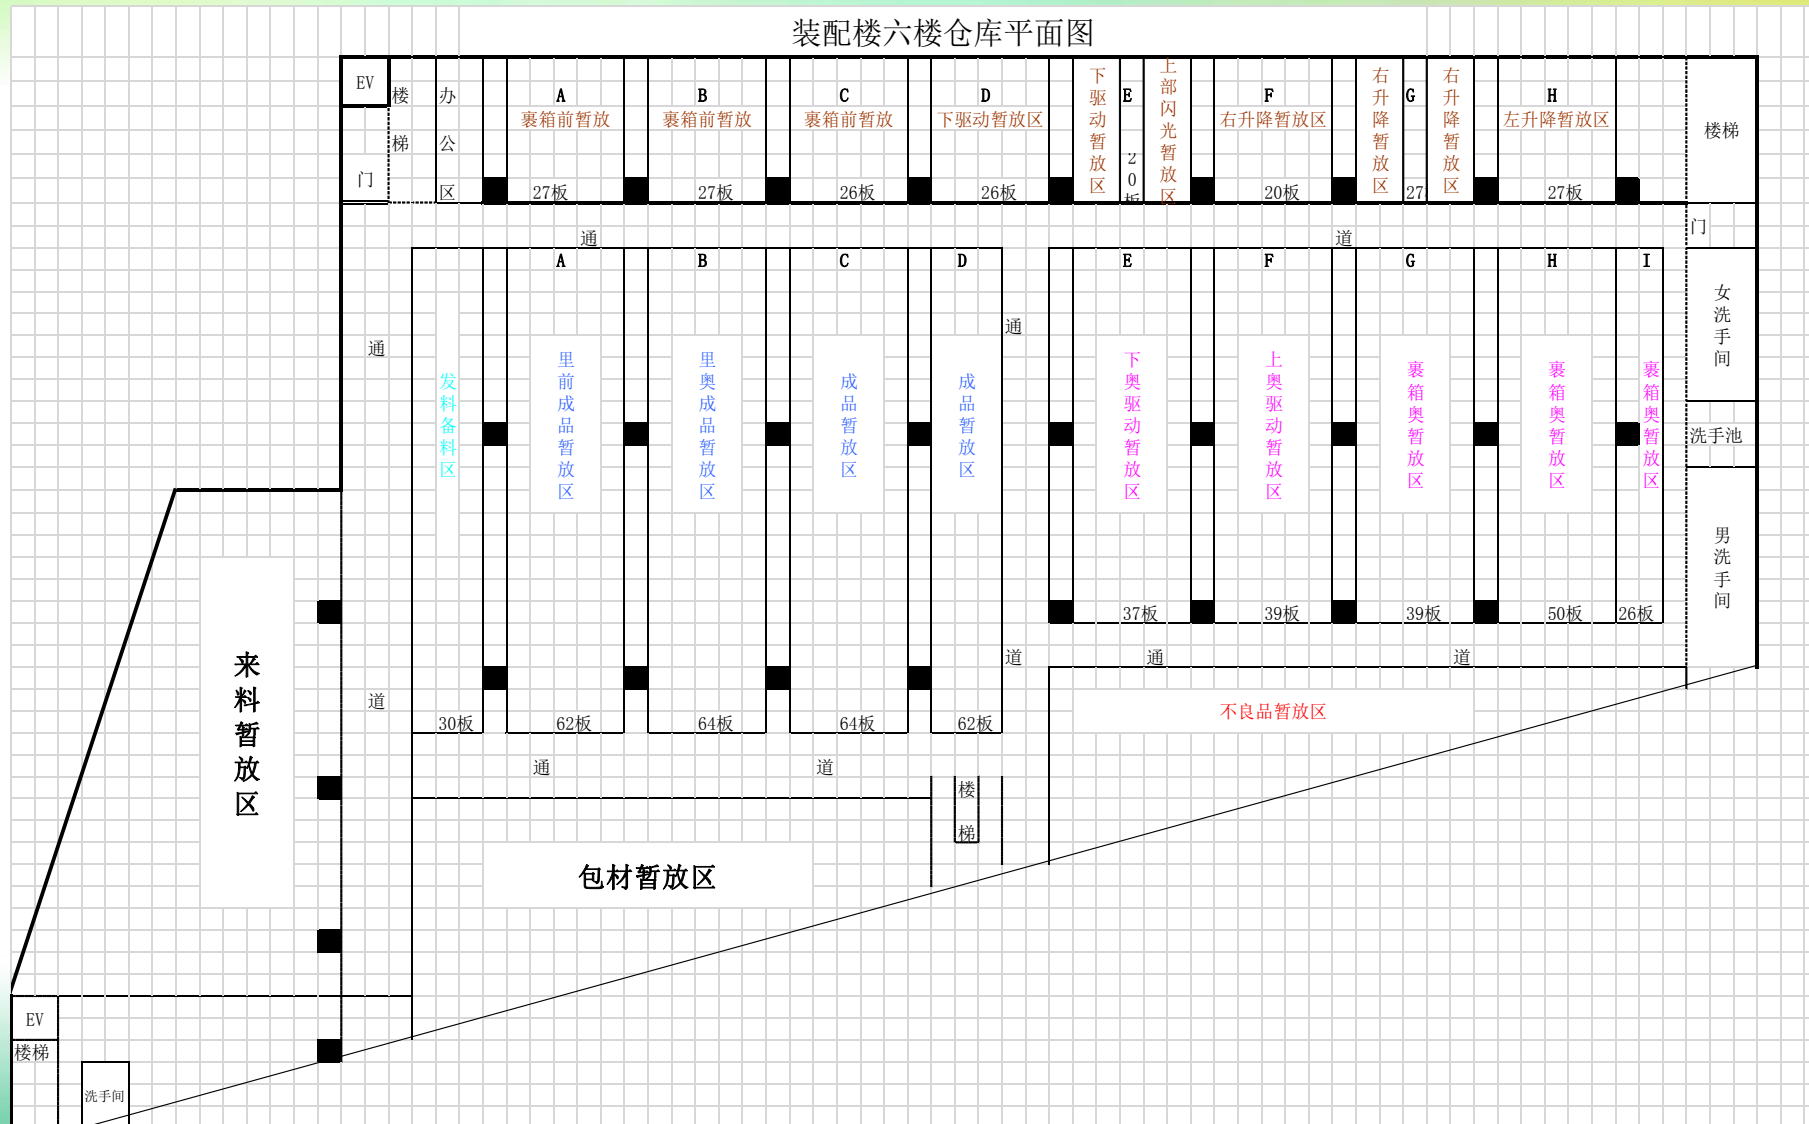 装配楼六楼仓库平面图
EV
楼梯
办公区
门
A
裹箱前暂放
27板
B
裹箱前暂放
27板
C
裹箱前暂放
26板
D
下驱动暂放区
26板
下驱动暂放区
E
20板
上部闪光暂放区
F
右升降暂放区
20板
右升降暂放区
G
27
右升降暂放区
H
左升降暂放区
27板
楼梯
门
通
道
A
B
C
D
E
F
G
H
I
通
道
发料备料区
30板
里前成品暂放区
62板
里奥成品暂放区
64板
成品暂放区
64板
成品暂放区
62板
通
道
下奥驱动暂放区
37板
上奥驱动暂放区
39板
裹箱奥暂放区
39板
裹箱奥暂放区
50板
裹箱奥暂放区
26板
女洗手间
洗手池
男洗手间
通
道
不良品暂放区
来料暂放区
通
道
楼梯
包材暂放区
EV
楼梯
洗手间